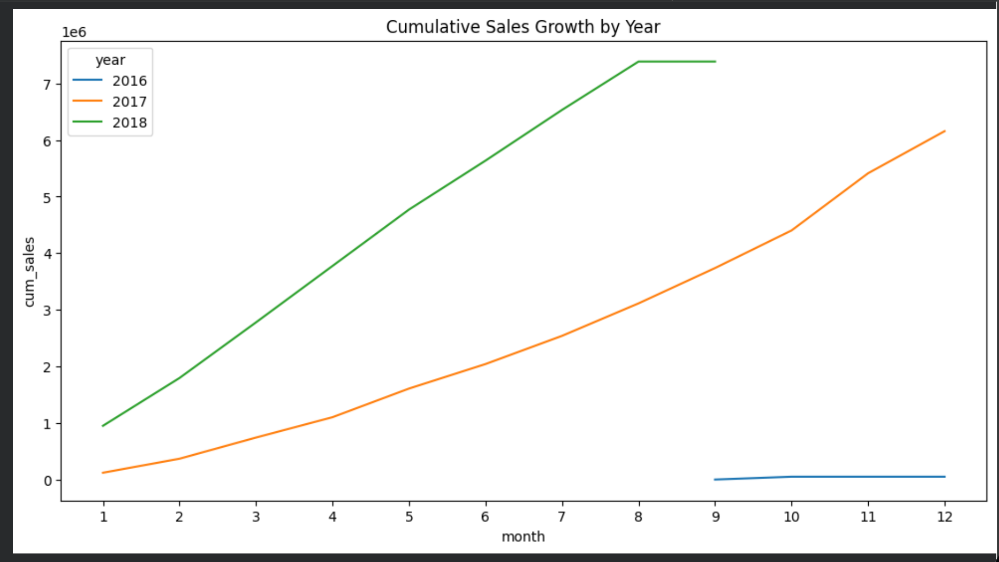 Cumulative Sales Growth by Year
1e6
year
2016
2017
2018
7
6
5
4
3
2
1
0
cum_sales
1 2 3 4 5 6 7 8 9 10 11 12
month